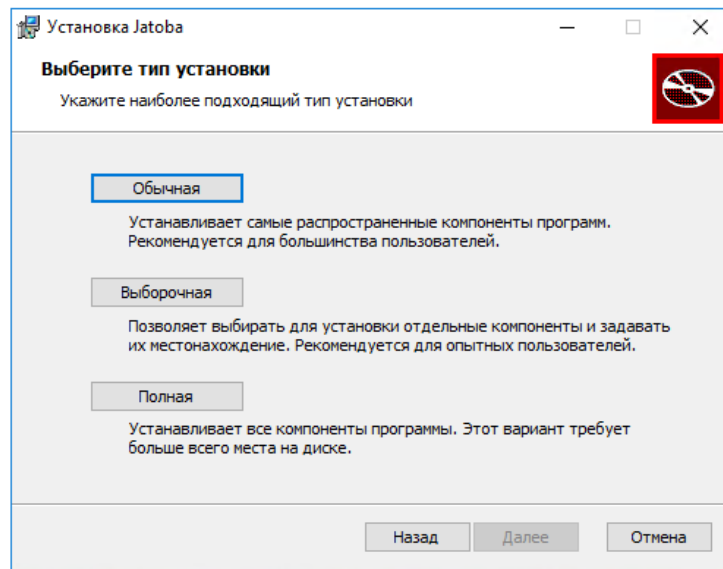 Установка Jatoba
Выберите тип установки
Укажите наиболее подходящий тип установки
Обычная
Устанавливает самые распространенные компоненты программ.
Рекомендуется для большинства пользователей.
Выборочная
Позволяет выбирать для установки отдельные компоненты и задавать
их местонахождение. Рекомендуется для опытных пользователей.
Полная
Устанавливает все компоненты программы. Этот вариант требует
больше всего места на диске.
Назад Далее Отмена